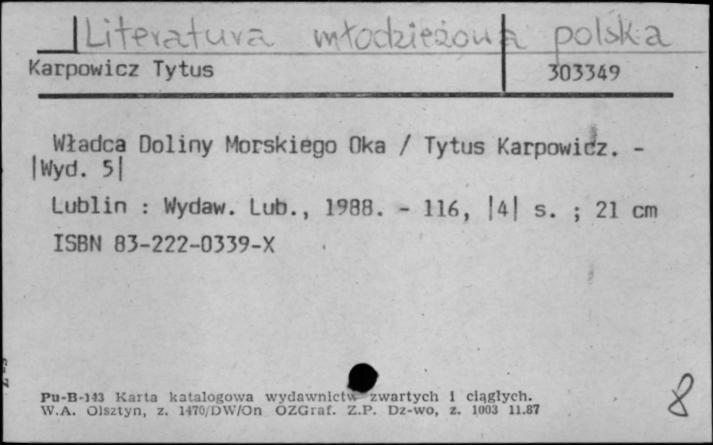 Literatura młodzieżowa polska
Karpowicz Tytus 303349
Władca Doliny Morskiego Oka / Tytus Karpowicz. -
|Wyd. 5|
Lublin : Wydaw. Lub., 1988. - 116, |4| s. ; 21 cm
ISBN 83-222-0339-X
Pu-B-143 Karta katalogowa wydawnictw zwartych i ciągłych.
W.A. Olsztyn, z. 1470/DW/On OZGraf. Z.P. Dz-wo, z. 1003 11.87
8